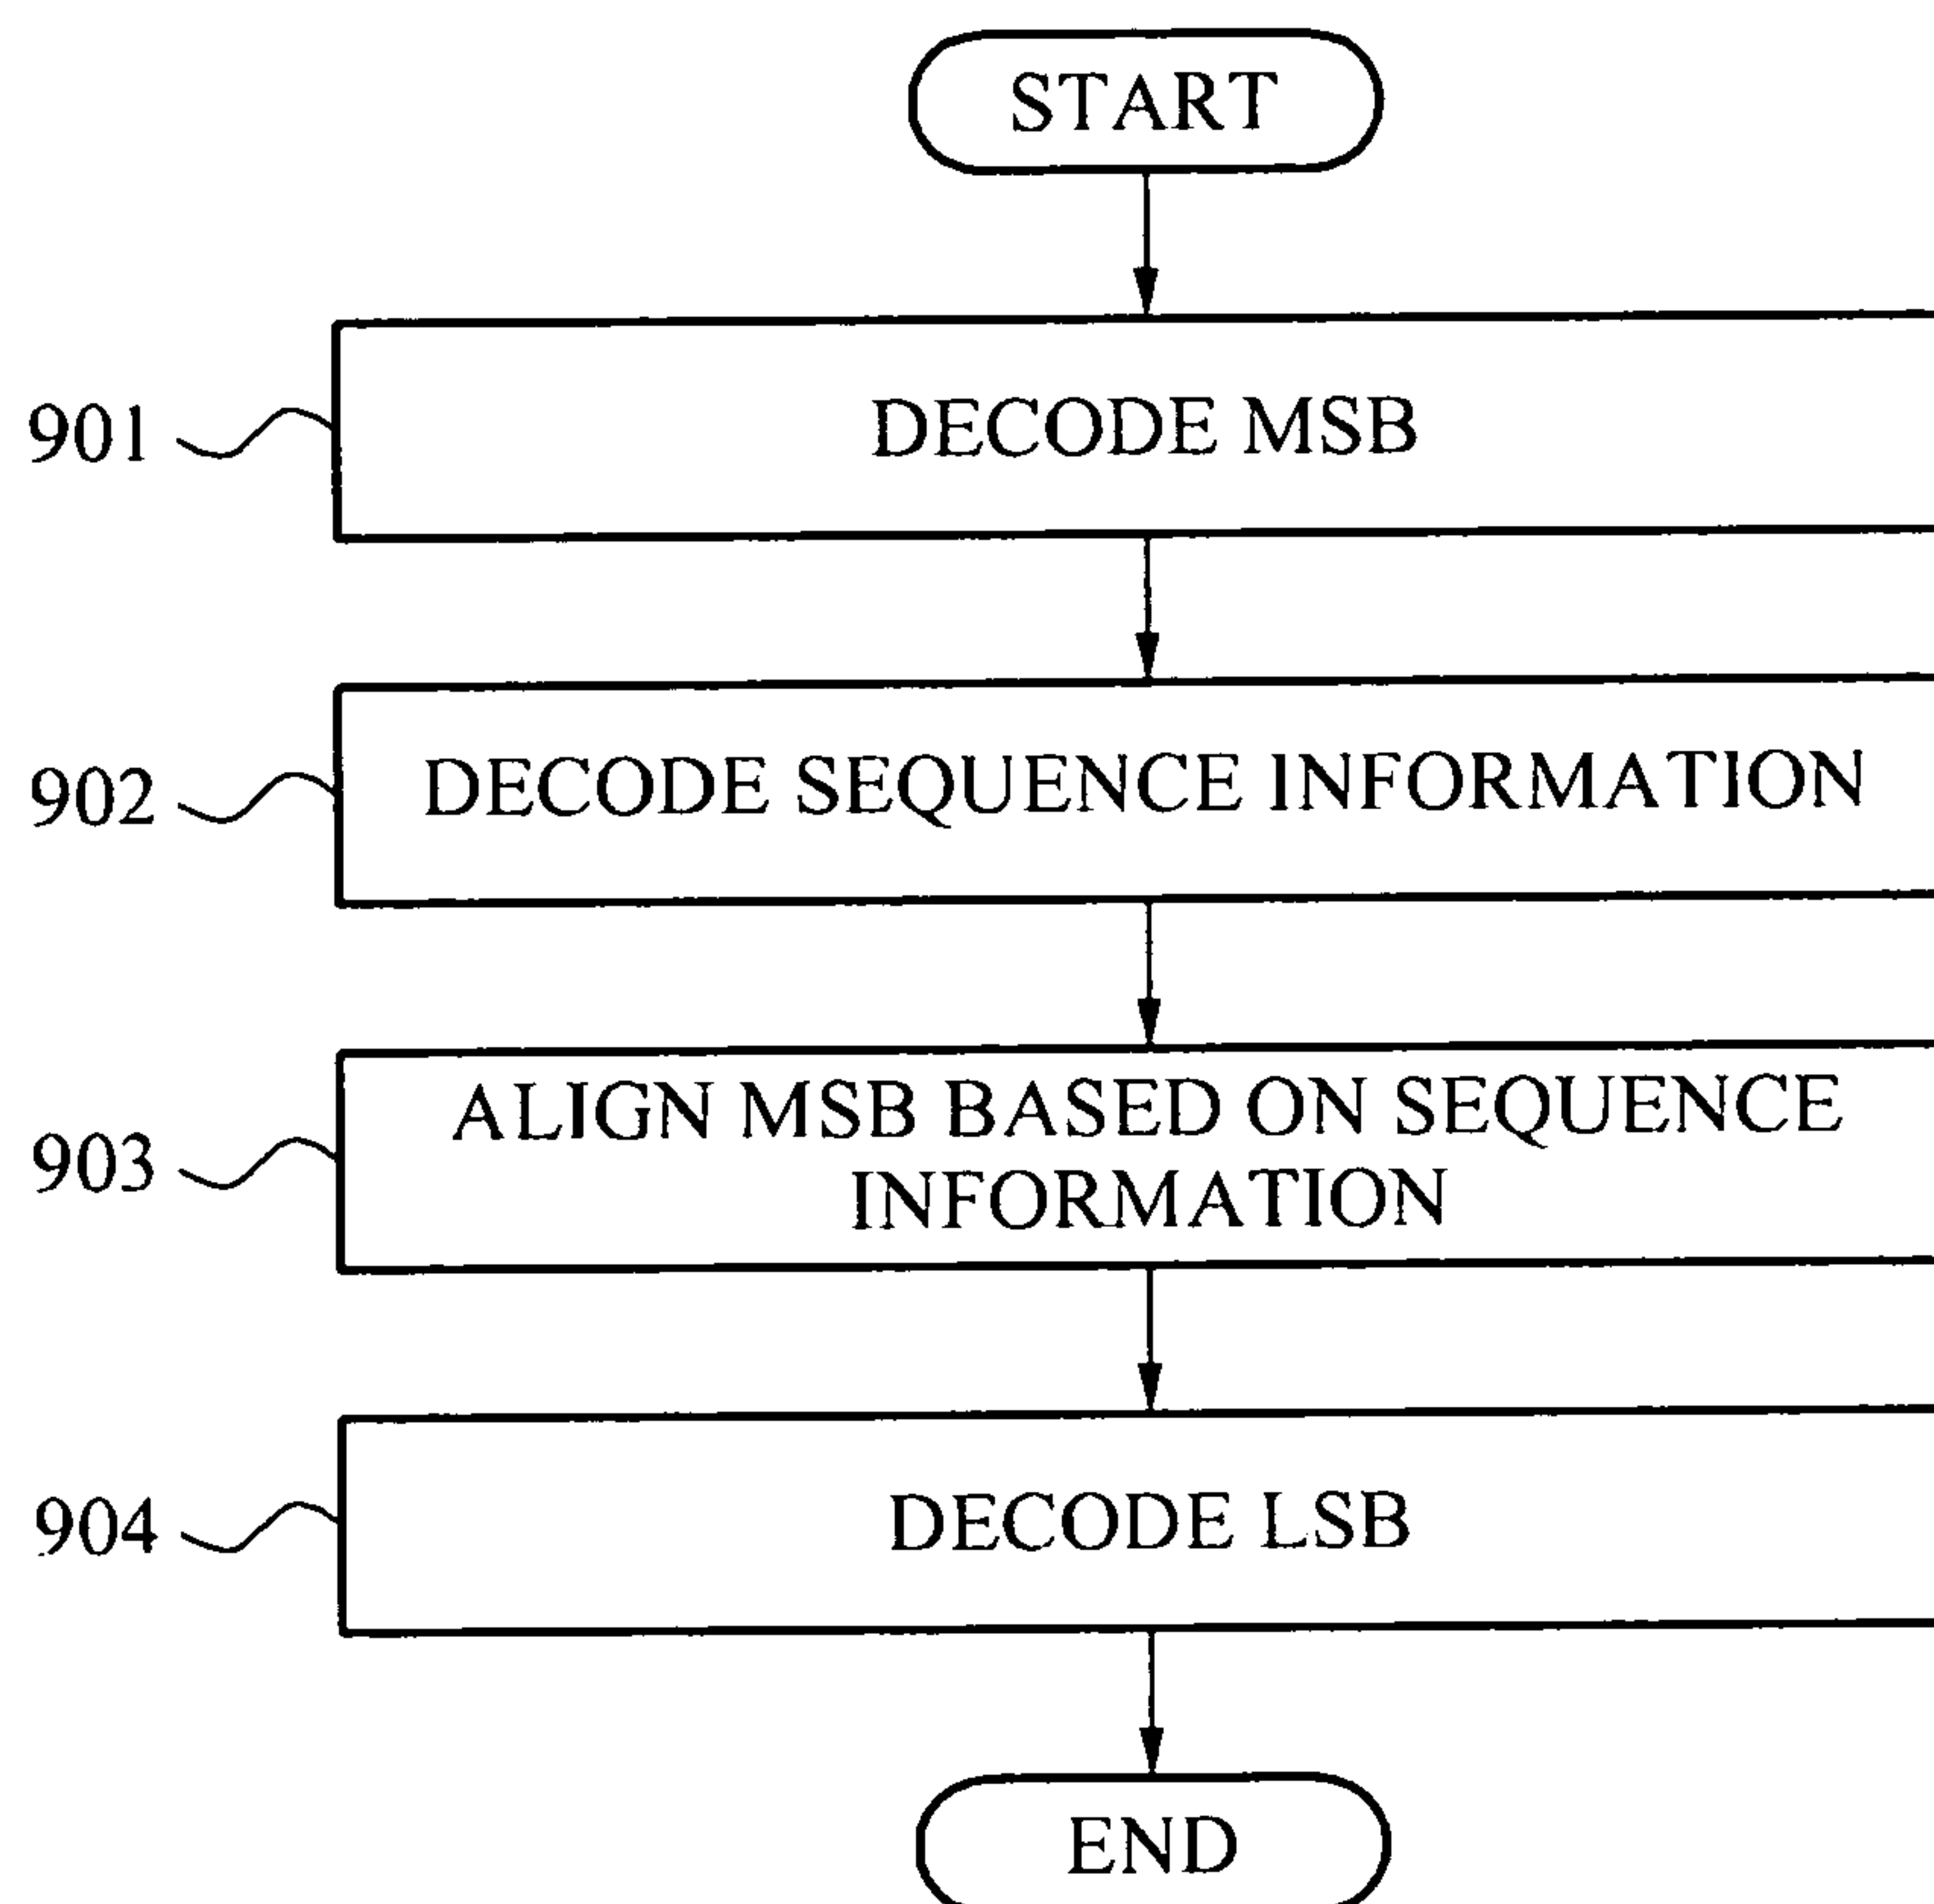 START
901 DECODE MSB
902 DECODE SEQUENCE INFORMATION
903 ALIGN MSB BASED ON SEQUENCE
INFORMATION
904 DECODE LSB
END